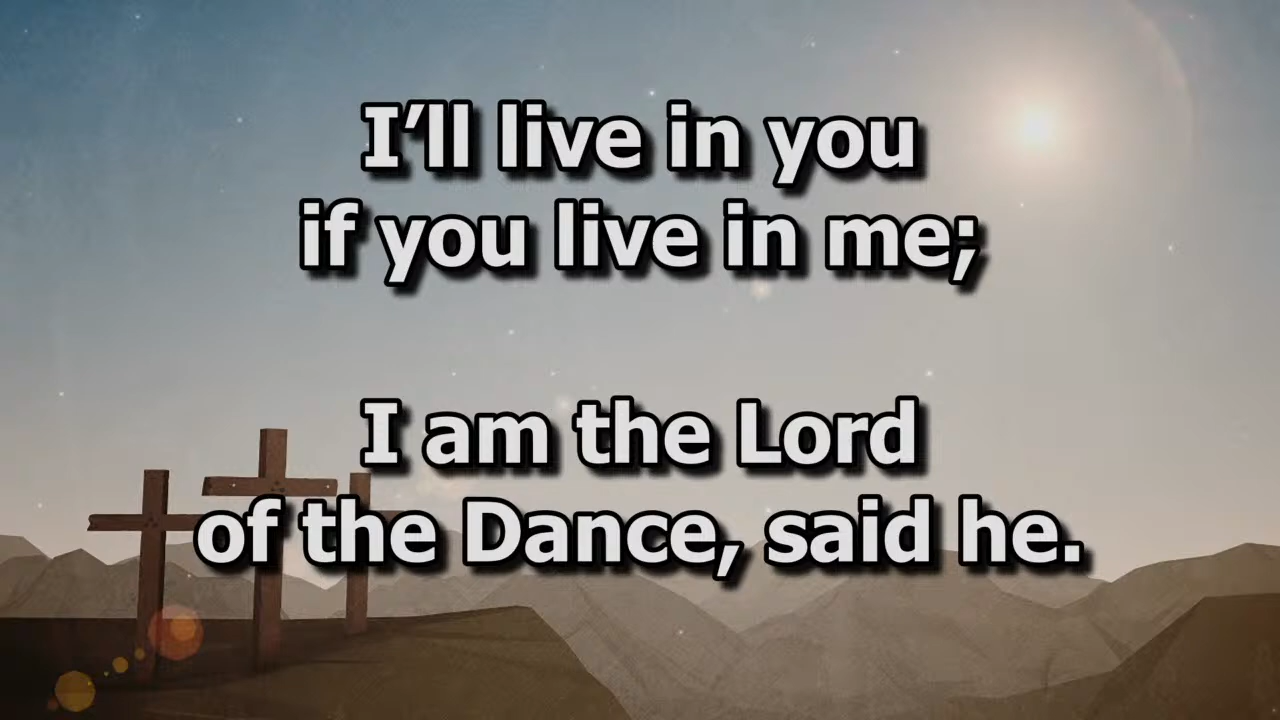 I’ll live in you
if you live in me;
I am the Lord
of the Dance, said he.